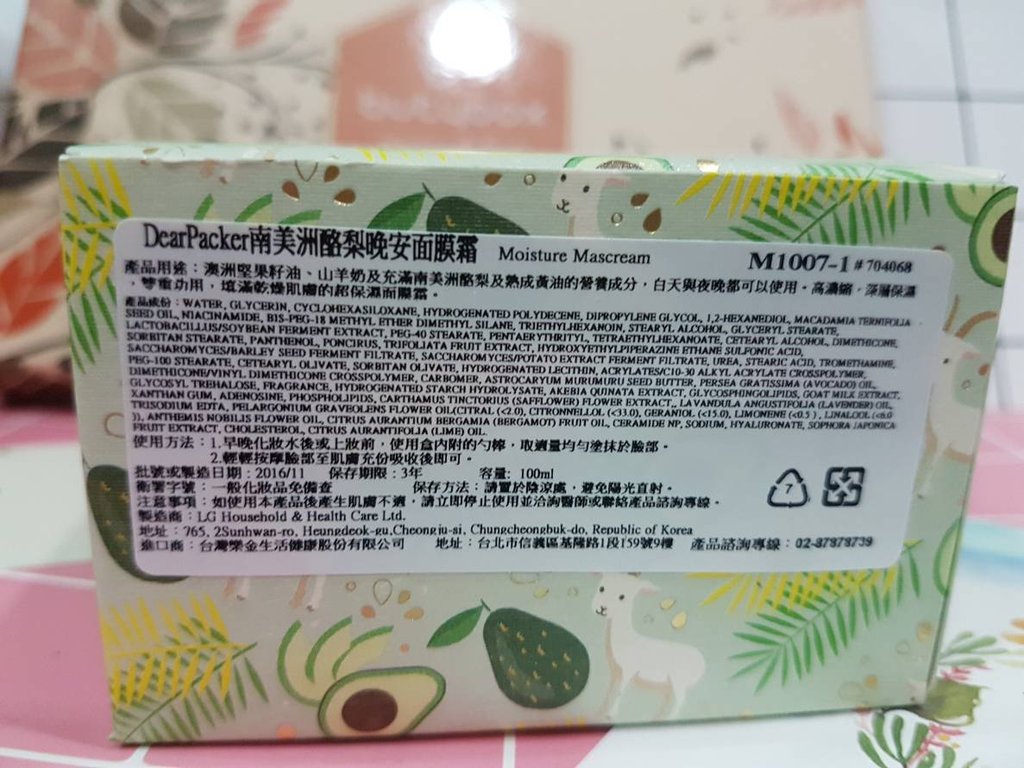 DearPacker南美洲酪梨晚安面膜霜 Moisture Mascream M1007-1 # 704068
產品用途：澳洲堅果籽油、山羊奶及充滿南美洲酪梨及熟成黃油的營養成分，白天與夜晚都可以使用。高濃縮、深層保濕
，雙重功用，填滿乾燥肌膚的超保濕面膜霜。
產品成份：WATER, GLYCERIN, CYCLOHEXASILOXANE, HYDROGENATED POLYDECENE, DIPROPYLENE GLYCOL, 1,2-HEXANEDIOL, MACADAMIA TERNIFOLIA
SEED OIL, NIACINAMIDE, BIS-PEG-18 METHYL ETHER DIMETHYL SILANE, TRIETHYLHEXANOIN, STEARYL ALCOHOL, GLYCERYL STEARATE,
LACTOBACILLUS/SOYBEAN FERMENT EXTRACT, PEG-40 STEARATE, PENTAERYTHRITYL, TETRAETHYLHEXANOATE, CETEARYL ALCOHOL, DIMETHICONE,
SORBITAN STEARATE, PANTHENOL, PONCIRUS, TRIFOLIATA FRUIT EXTRACT, HYDROXYETHYLPIPERAZINE ETHANE SULFONIC ACID,
SACCHAROMYCES/BARLEY SEED FERMENT FILTRATE, SACCHAROMYCES/POTATO EXTRACT FERMENT FILTRATE, UREA, STEARIC ACID, TROMETHAMINE,
PEG-100 STEARATE, CETEARYL OLIVATE, SORBITAN OLIVATE, HYDROGENATED LECITHIN, ACRYLATES/C10-30 ALKYL ACRYLATE CROSSPOLYMER,
DIMETHICONE/VINYL DIMETHICONE CROSSPOLYMER, CARBOMER, ASTROCARYUM MURUMURU SEED BUTTER, PERSEA GRATISSIMA (AVOCADO) OIL,
GLYCOSYL TREHALOSE, FRAGRANCE, HYDROGENATED STARCH HYDROLYSATE, AKEBIA QUINATA EXTRACT, GLYCOSPHINGOLIPIDS, GOAT MILK EXTRACT,
XANTHAN GUM, ADENOSINE, PHOSPHOLIPIDS, CARTHAMUS TINCTORIUS (SAFFLOWER) FLOWER EXTRACT,, LAVANDULA ANGUSTIFOLIA (LAVENDER) OIL,
TRISODIUM EDTA, PELARGONIUM GRAVEOLENS FLOWER OIL(CITRAL (<2.0), CITRONNELLOL (<33.0), GERANIOL (<15.0), LIMONENE (<0.5 ), LINALOOL (<8.0
)), ANTHEMIS NOBILIS FLOWER OIL, CITRUS AURANTIUM BERGAMIA (BERGAMOT) FRUIT OIL, CERAMIDE NP, SODIUM, HYALURONATE, SOPHORA JAPONICA
FRUIT EXTRACT, CHOLESTEROL, CITRUS AURANTIFOLIA (LIME) OIL.
使用方法：1.早晚化妝水後或上妝前，使用盒內附的勺棒，取適量均勻塗抹於臉部。
2.輕輕按摩臉部至肌膚充份吸收後即可。
批號或製造日期：2016/11 保存期限：3年 容量: 100ml
衛署字號：一般化妝品免備查 保存方法：請置於陰涼處，避免陽光直射。
注意事項：如使用本產品後產生肌膚不適，請立即停止使用並洽詢醫師或聯絡產品諮詢專線。
製造商：LG Household & Health Care Ltd.
地址：765, 2Sunhwan-ro, Heungdeok-gu,Cheongju-si, Chungcheongbuk-do, Republic of Korea
進口商：台灣樂金生活健康股份有限公司 地址：台北市信義區基隆路1段159號9樓 產品諮詢專線：02-87878739
7